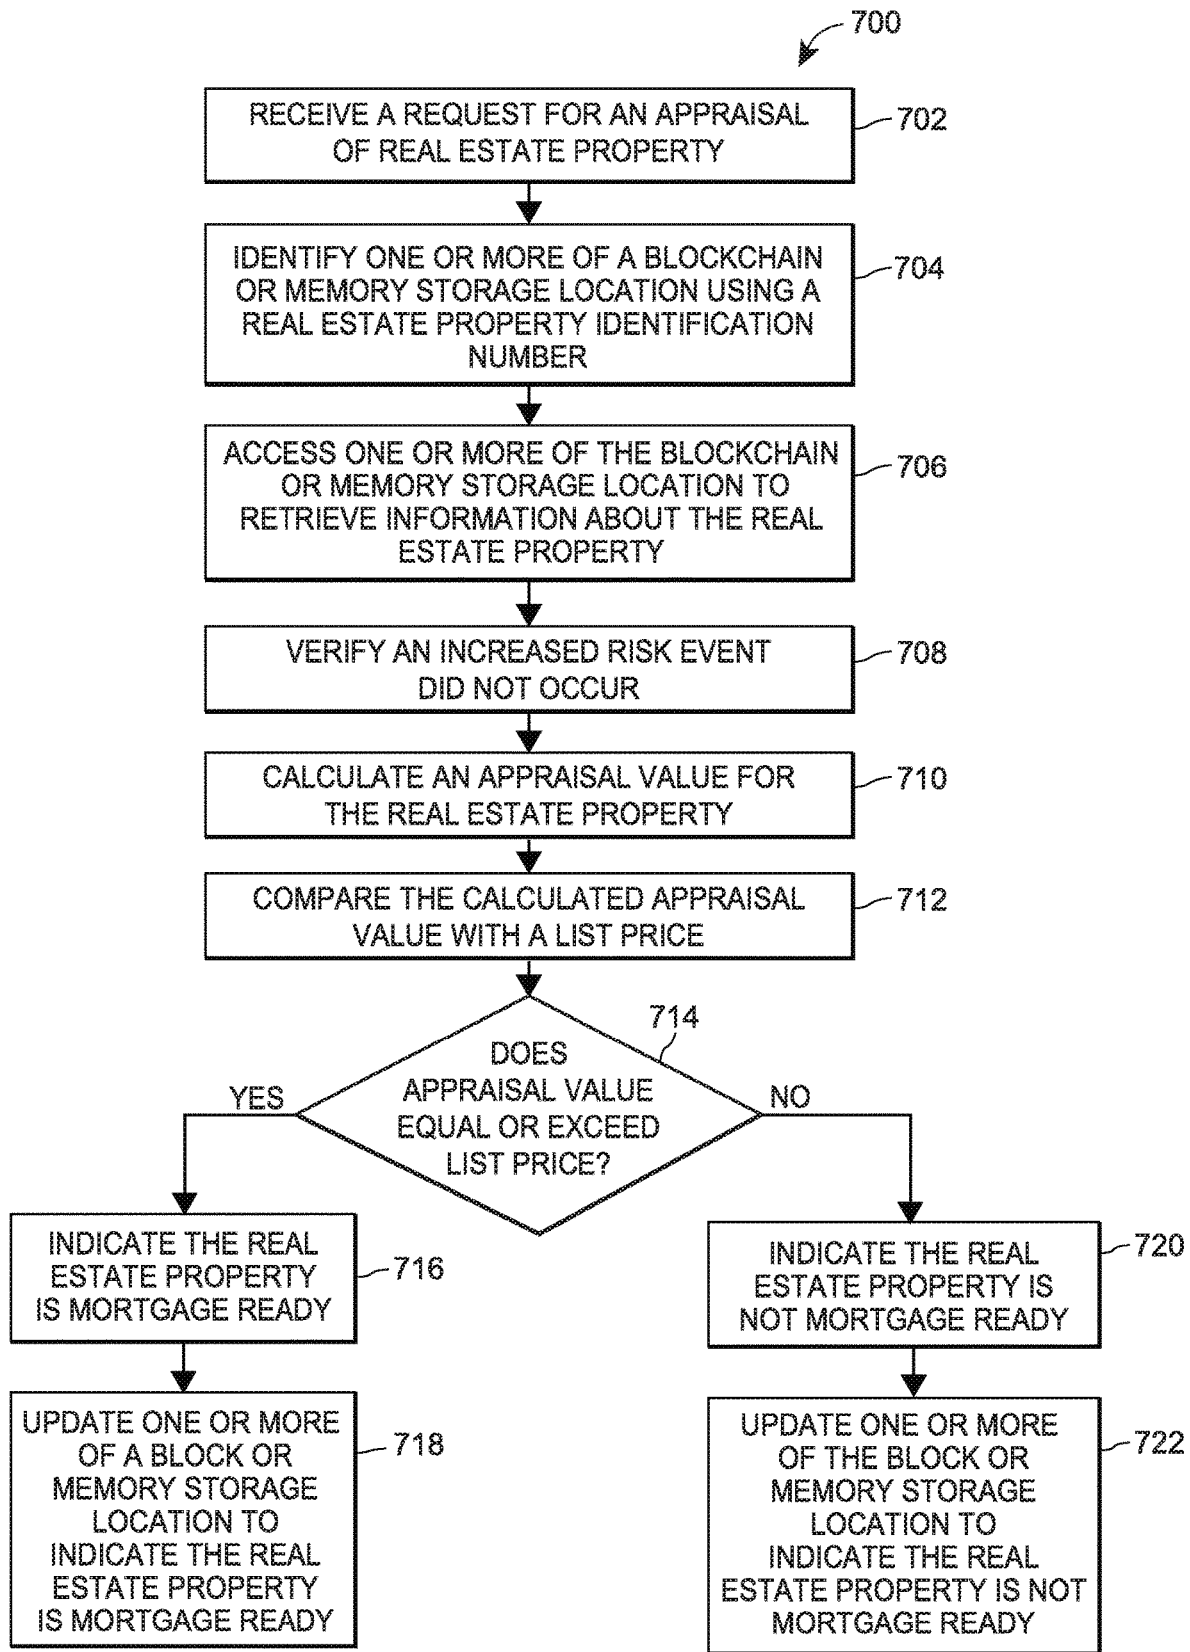 700
RECEIVE A REQUEST FOR AN APPRAISAL
OF REAL ESTATE PROPERTY
702
IDENTIFY ONE OR MORE OF A BLOCKCHAIN
OR MEMORY STORAGE LOCATION USING A
REAL ESTATE PROPERTY IDENTIFICATION
NUMBER
704
ACCESS ONE OR MORE OF THE BLOCKCHAIN
OR MEMORY STORAGE LOCATION TO
RETRIEVE INFORMATION ABOUT THE REAL
ESTATE PROPERTY
706
VERIFY AN INCREASED RISK EVENT
DID NOT OCCUR
708
CALCULATE AN APPRAISAL VALUE FOR
THE REAL ESTATE PROPERTY
710
COMPARE THE CALCULATED APPRAISAL
VALUE WITH A LIST PRICE
712
714
DOES
APPRAISAL VALUE
EQUAL OR EXCEED
LIST PRICE?
YES
NO
INDICATE THE REAL
ESTATE PROPERTY
IS MORTGAGE READY
716
UPDATE ONE OR MORE
OF A BLOCK OR
MEMORY STORAGE
LOCATION TO
INDICATE THE REAL
ESTATE PROPERTY
IS MORTGAGE READY
718
INDICATE THE REAL
ESTATE PROPERTY IS
NOT MORTGAGE READY
720
UPDATE ONE OR MORE
OF THE BLOCK OR
MEMORY STORAGE
LOCATION TO
INDICATE THE REAL
ESTATE PROPERTY IS NOT
MORTGAGE READY
722